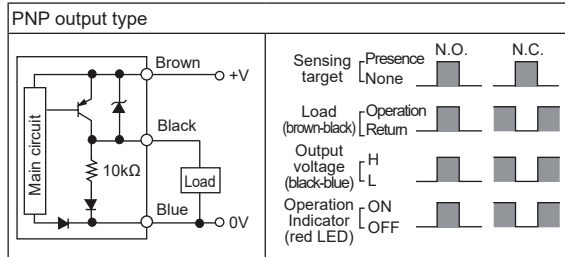 PNP output type
Brown
+V
Main circuit
Black
10kΩ
Load
Blue
0V
N.O. N.C.
Sensing target Presence None
Load (brown-black) Operation Return
Output voltage (black-blue) H L
Operation Indicator (red LED) ON OFF